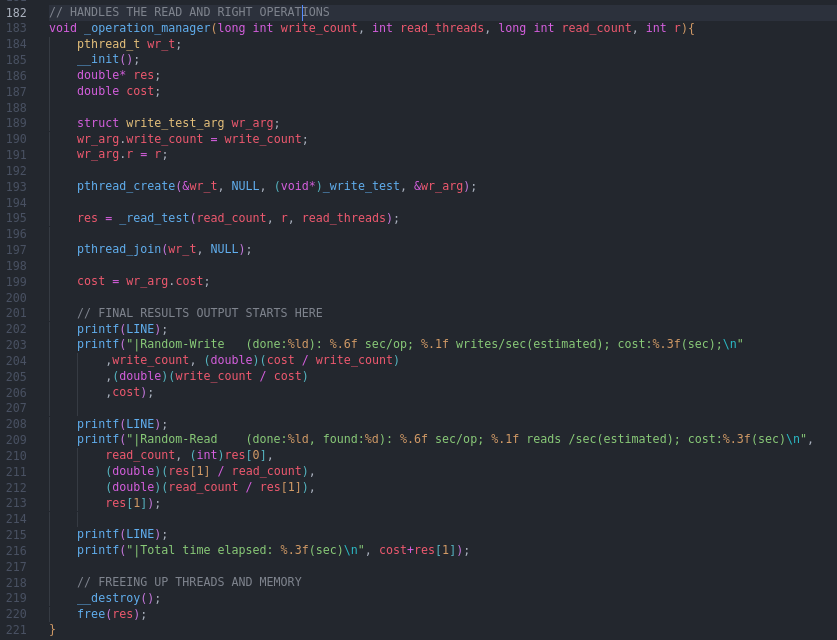 182 // HANDLES THE READ AND RIGHT OPERATIONS
183 void _operation_manager(long int write_count, int read_threads, long int read_count, int r){
184     pthread_t wr_t;
185     __init();
186     double* res;
187     double cost;
188
189     struct write_test_arg wr_arg;
190     wr_arg.write_count = write_count;
191     wr_arg.r = r;
192
193     pthread_create(&wr_t, NULL, (void*)_write_test, &wr_arg);
194
195     res = _read_test(read_count, r, read_threads);
196
197     pthread_join(wr_t, NULL);
198
199     cost = wr_arg.cost;
200
201     // FINAL RESULTS OUTPUT STARTS HERE
202     printf(LINE);
203     printf("|Random-Write   (done:%ld): %.6f sec/op; %.1f writes/sec(estimated); cost:%.3f(sec);\n"
204         ,write_count, (double)(cost / write_count)
205         ,(double)(write_count / cost)
206         ,cost);
207
208     printf(LINE);
209     printf("|Random-Read    (done:%ld, found:%d): %.6f sec/op; %.1f reads /sec(estimated); cost:%.3f(sec)\n",
210         read_count, (int)res[0],
211         (double)(res[1] / read_count),
212         (double)(read_count / res[1]),
213         res[1]);
214
215     printf(LINE);
216     printf("|Total time elapsed: %.3f(sec)\n", cost+res[1]);
217
218     // FREEING UP THREADS AND MEMORY
219     __destroy();
220     free(res);
221 }